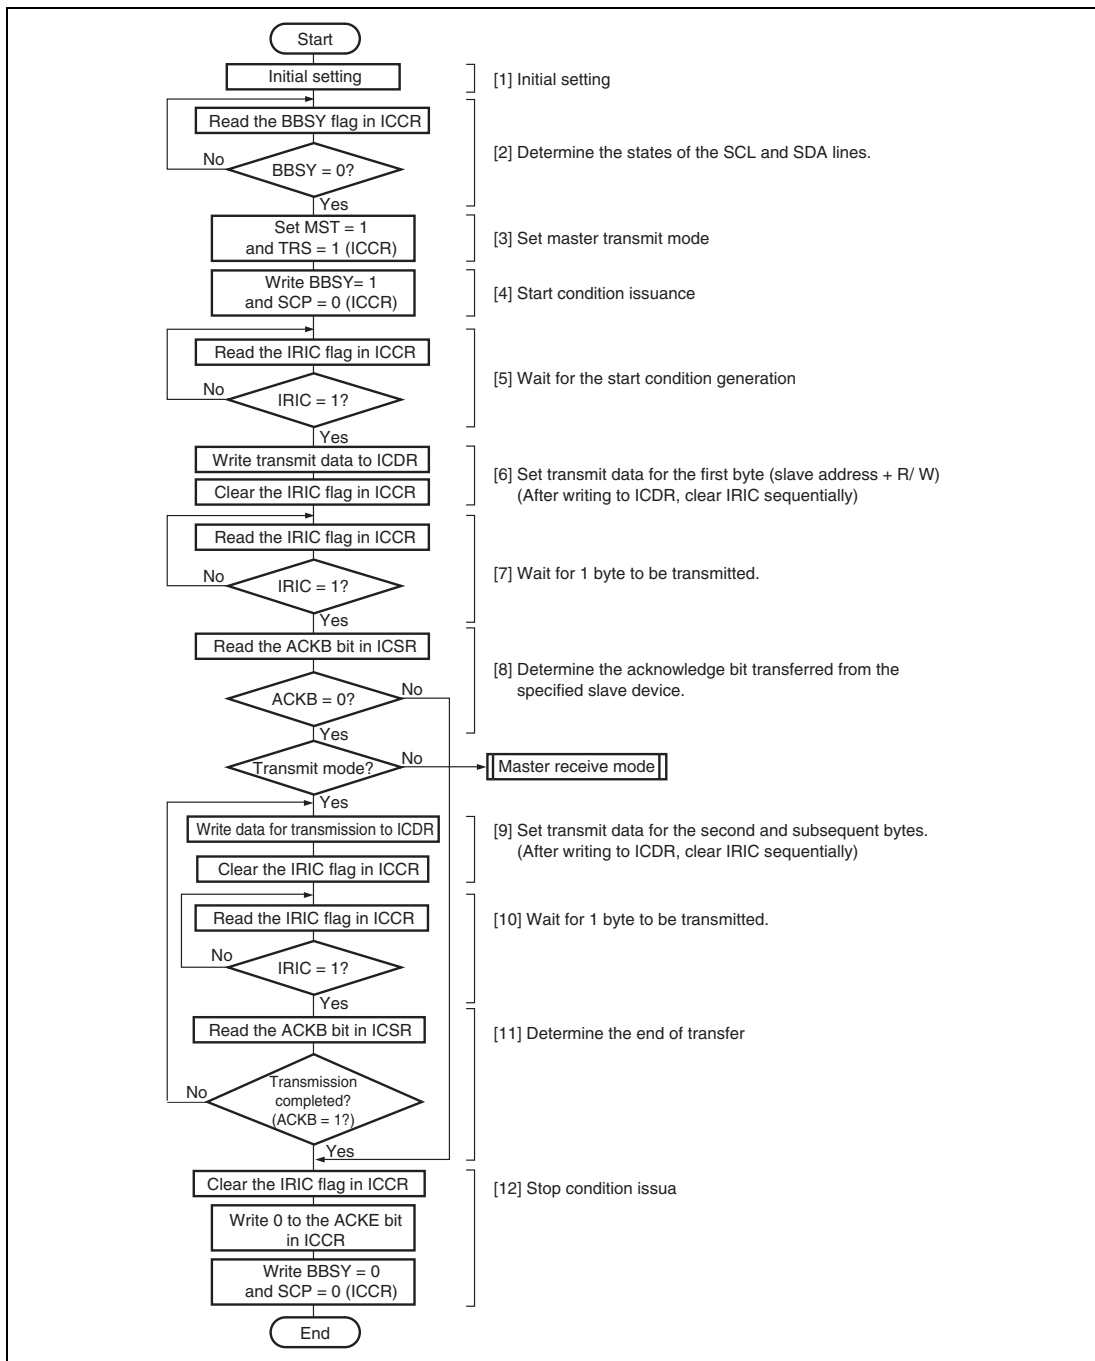 Start
Initial setting
[1] Initial setting
Read the BBSY flag in ICCR
No
BBSY = 0?
Yes
[2] Determine the states of the SCL and SDA lines.
Set MST = 1
and TRS = 1 (ICCR)
[3] Set master transmit mode
Write BBSY= 1
and SCP = 0 (ICCR)
[4] Start condition issuance
Read the IRIC flag in ICCR
No
IRIC = 1?
Yes
[5] Wait for the start condition generation
Write transmit data to ICDR
Clear the IRIC flag in ICCR
[6] Set transmit data for the first byte (slave address + R/ W)
(After writing to ICDR, clear IRIC sequentially)
Read the IRIC flag in ICCR
No
IRIC = 1?
Yes
[7] Wait for 1 byte to be transmitted.
Read the ACKB bit in ICSR
ACKB = 0?
No
Yes
[8] Determine the acknowledge bit transferred from the
specified slave device.
Transmit mode?
No
Master receive mode
Yes
Write data for transmission to ICDR
Clear the IRIC flag in ICCR
[9] Set transmit data for the second and subsequent bytes.
(After writing to ICDR, clear IRIC sequentially)
Read the IRIC flag in ICCR
No
IRIC = 1?
Yes
[10] Wait for 1 byte to be transmitted.
Read the ACKB bit in ICSR
[11] Determine the end of transfer
No
Transmission
completed?
(ACKB = 1?)
Yes
Clear the IRIC flag in ICCR
[12] Stop condition issua
Write 0 to the ACKE bit
in ICCR
Write BBSY = 0
and SCP = 0 (ICCR)
End